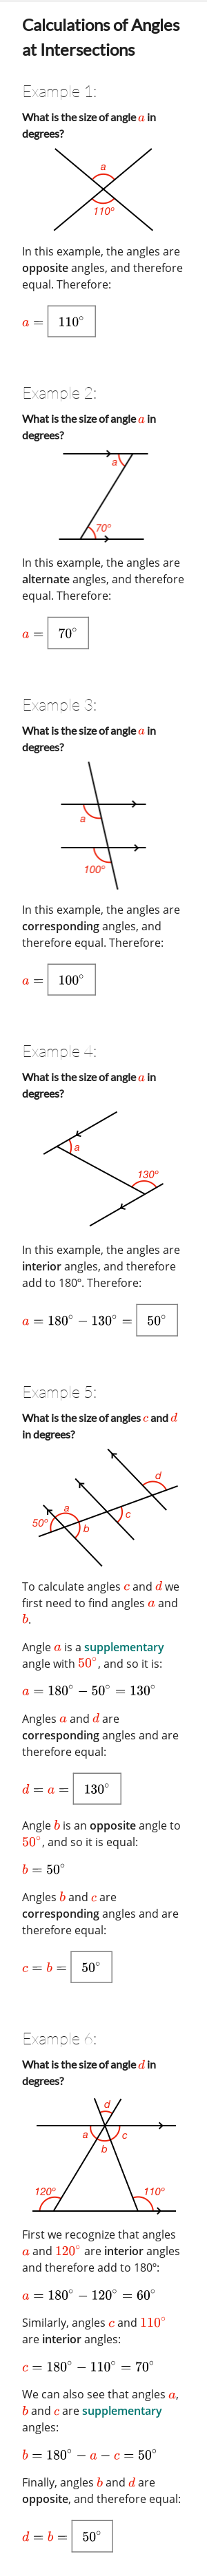 Calculations of Angles
at Intersections
Example 1:
What is the size of angle a in
degrees?
a
110°
In this example, the angles are
opposite angles, and therefore
equal. Therefore:
a = 110°
Example 2:
What is the size of angle a in
degrees?
a
70°
In this example, the angles are
alternate angles, and therefore
equal. Therefore:
a = 70°
Example 3:
What is the size of angle a in
degrees?
a
100°
In this example, the angles are
corresponding angles, and
therefore equal. Therefore:
a = 100°
Example 4:
What is the size of angle a in
degrees?
a
130°
In this example, the angles are
interior angles, and therefore
add to 180°. Therefore:
a = 180° − 130° = 50°
Example 5:
What is the size of angles c and d
in degrees?
d
a
c
50°
b
To calculate angles c and d we
first need to find angles a and
b.
Angle a is a supplementary
angle with 50°, and so it is:
a = 180° − 50° = 130°
Angles a and d are
corresponding angles and are
therefore equal:
d = a = 130°
Angle b is an opposite angle to
50°, and so it is equal:
b = 50°
Angles b and c are
corresponding angles and are
therefore equal:
c = b = 50°
Example 6:
What is the size of angle d in
degrees?
d
a
c
b
120°
110°
First we recognize that angles
a and 120° are interior angles
and therefore add to 180°:
a = 180° − 120° = 60°
Similarly, angles c and 110°
are interior angles:
c = 180° − 110° = 70°
We can also see that angles a,
b and c are supplementary
angles:
b = 180° − a − c = 50°
Finally, angles b and d are
opposite, and therefore equal:
d = b = 50°